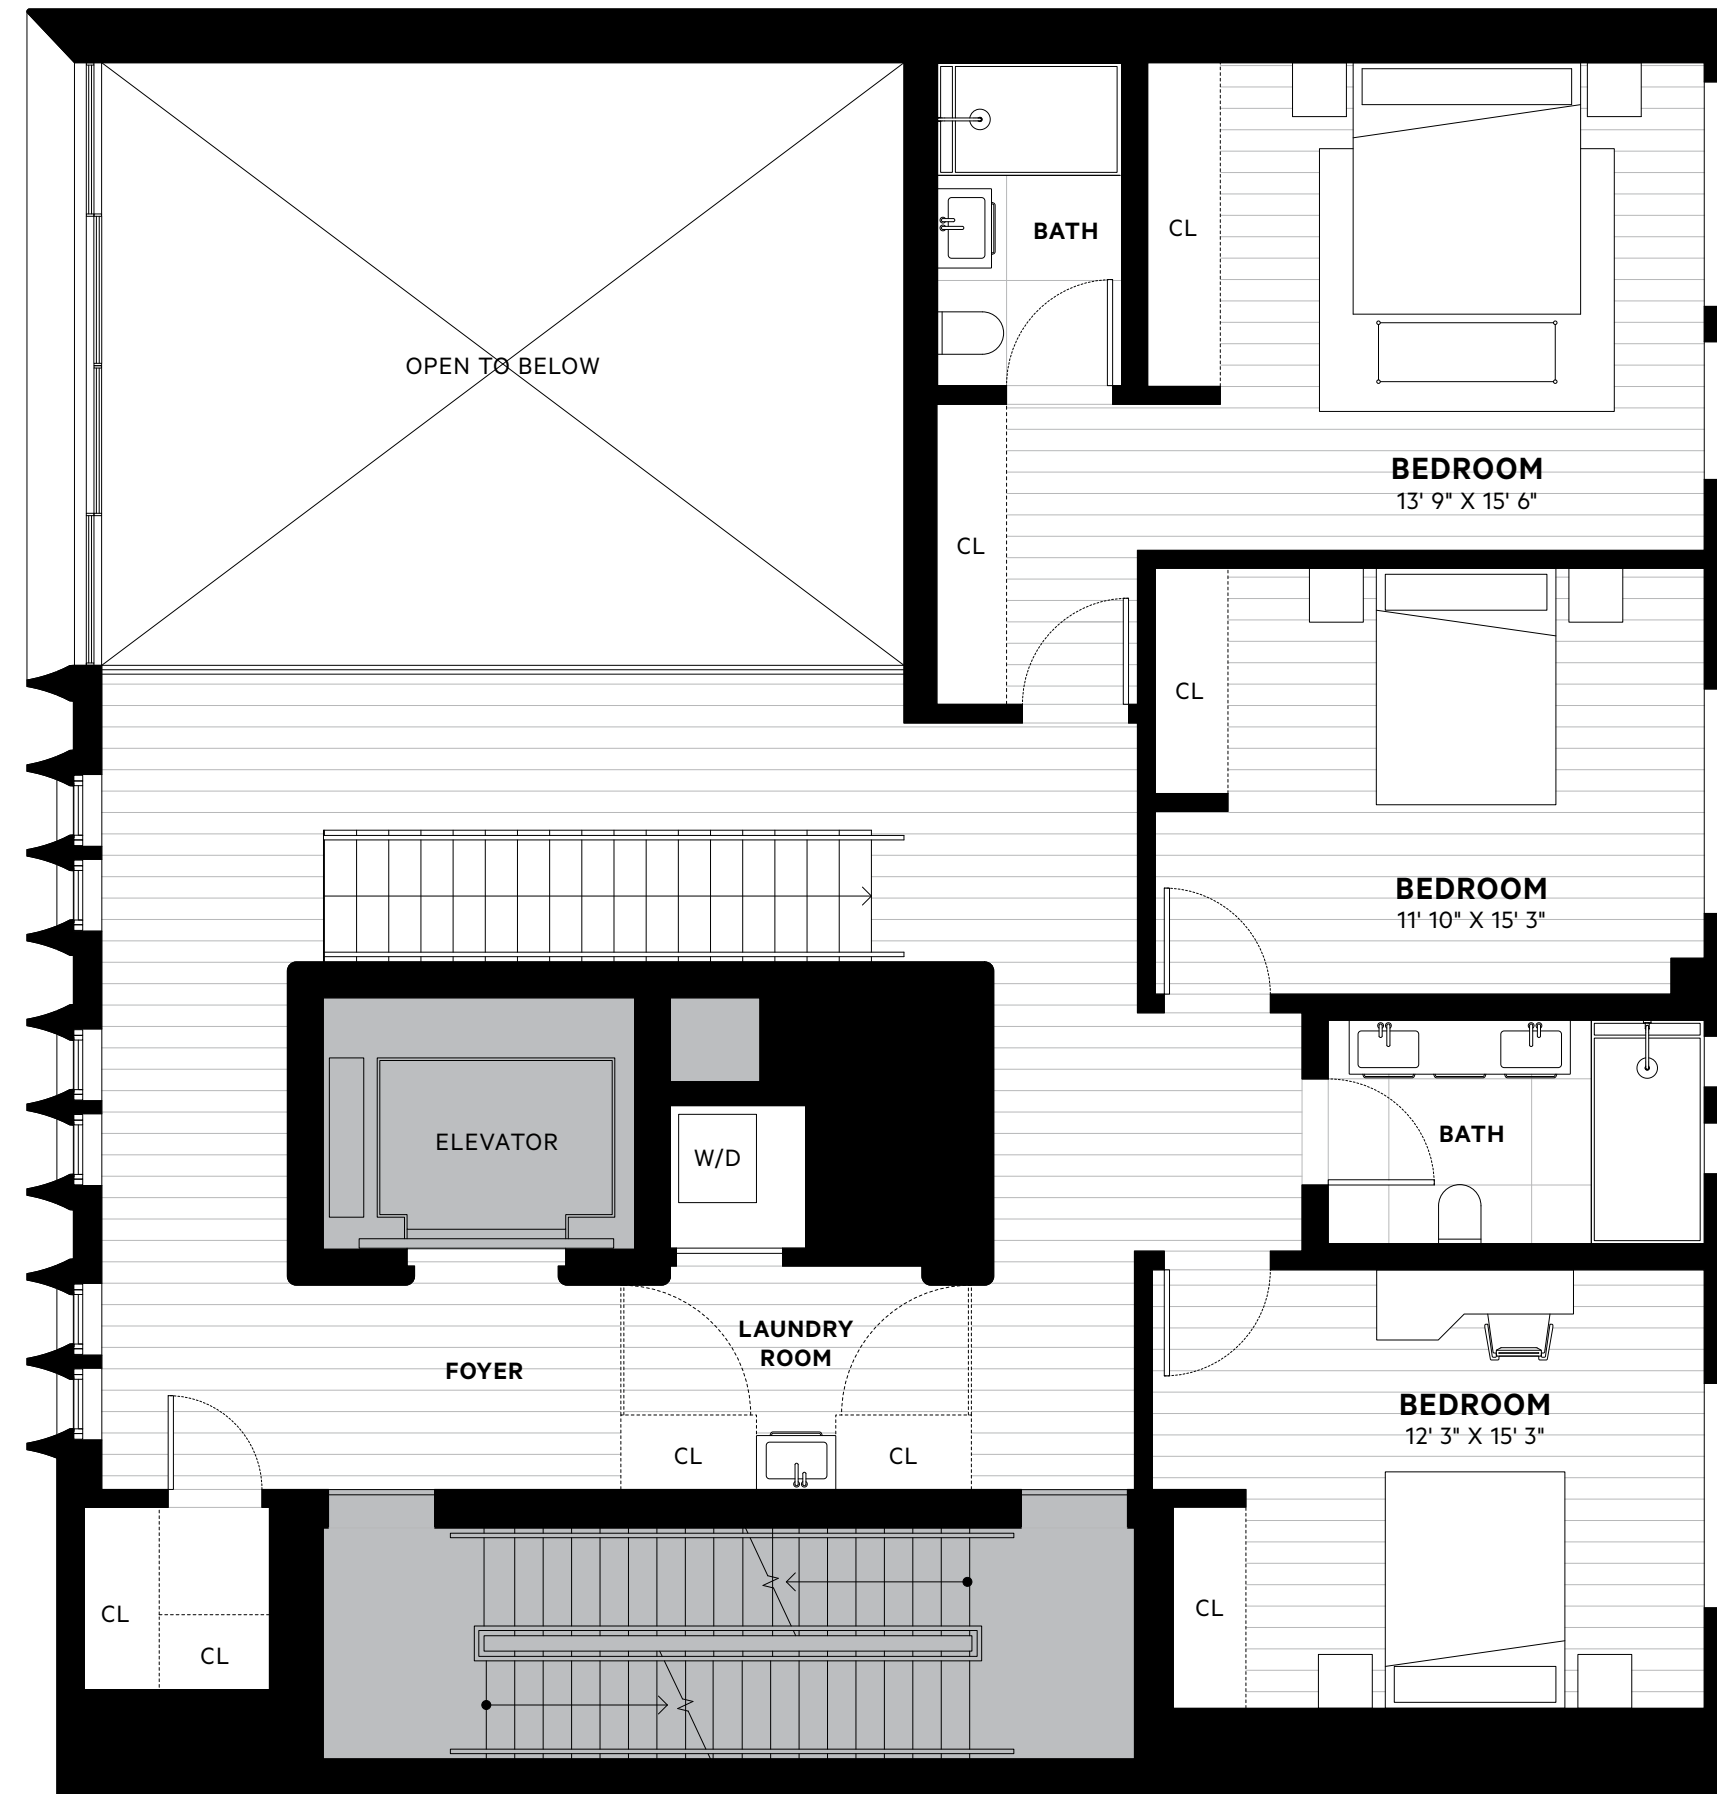 BATH
CL
OPEN TO BELOW
BEDROOM
13' 9" X 15' 6"
CL
CL
BEDROOM
11' 10" X 15' 3"
ELEVATOR
W/D
BATH
LAUNDRY
ROOM
FOYER
BEDROOM
12' 3" X 15' 3"
CL
CL
CL
CL
CL